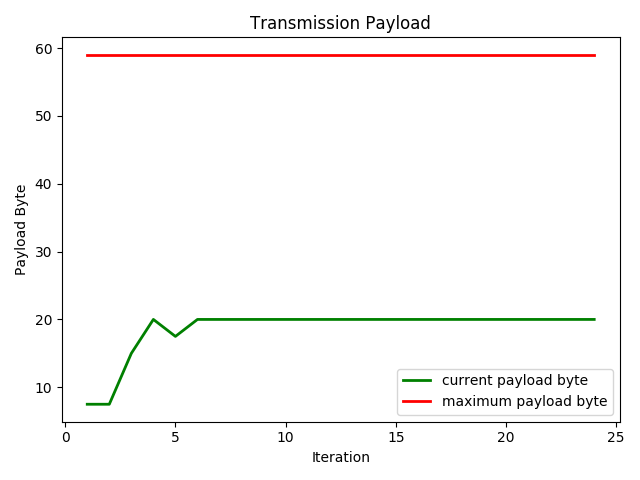 Transmission Payload
60
50
40
30
20
10
Payload Byte
0
5
10
15
20
25
Iteration
current payload byte
maximum payload byte